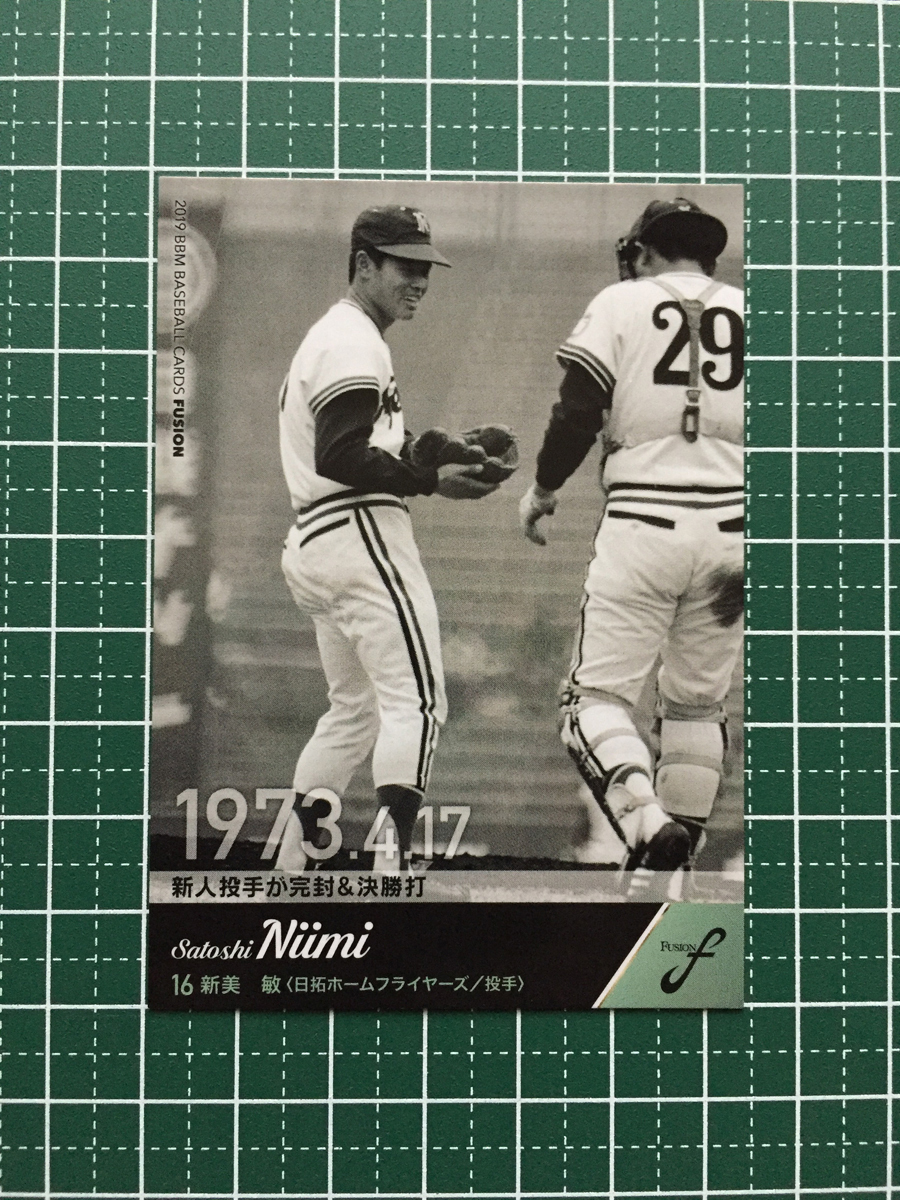 2019 BBM BASEBALL CARDS FUSION
29
1973.4.17
新人投手が完封&決勝打
Satoshi Niimi
FUSION f
16 新美 敏〈日拓ホームフライヤーズ/投手〉